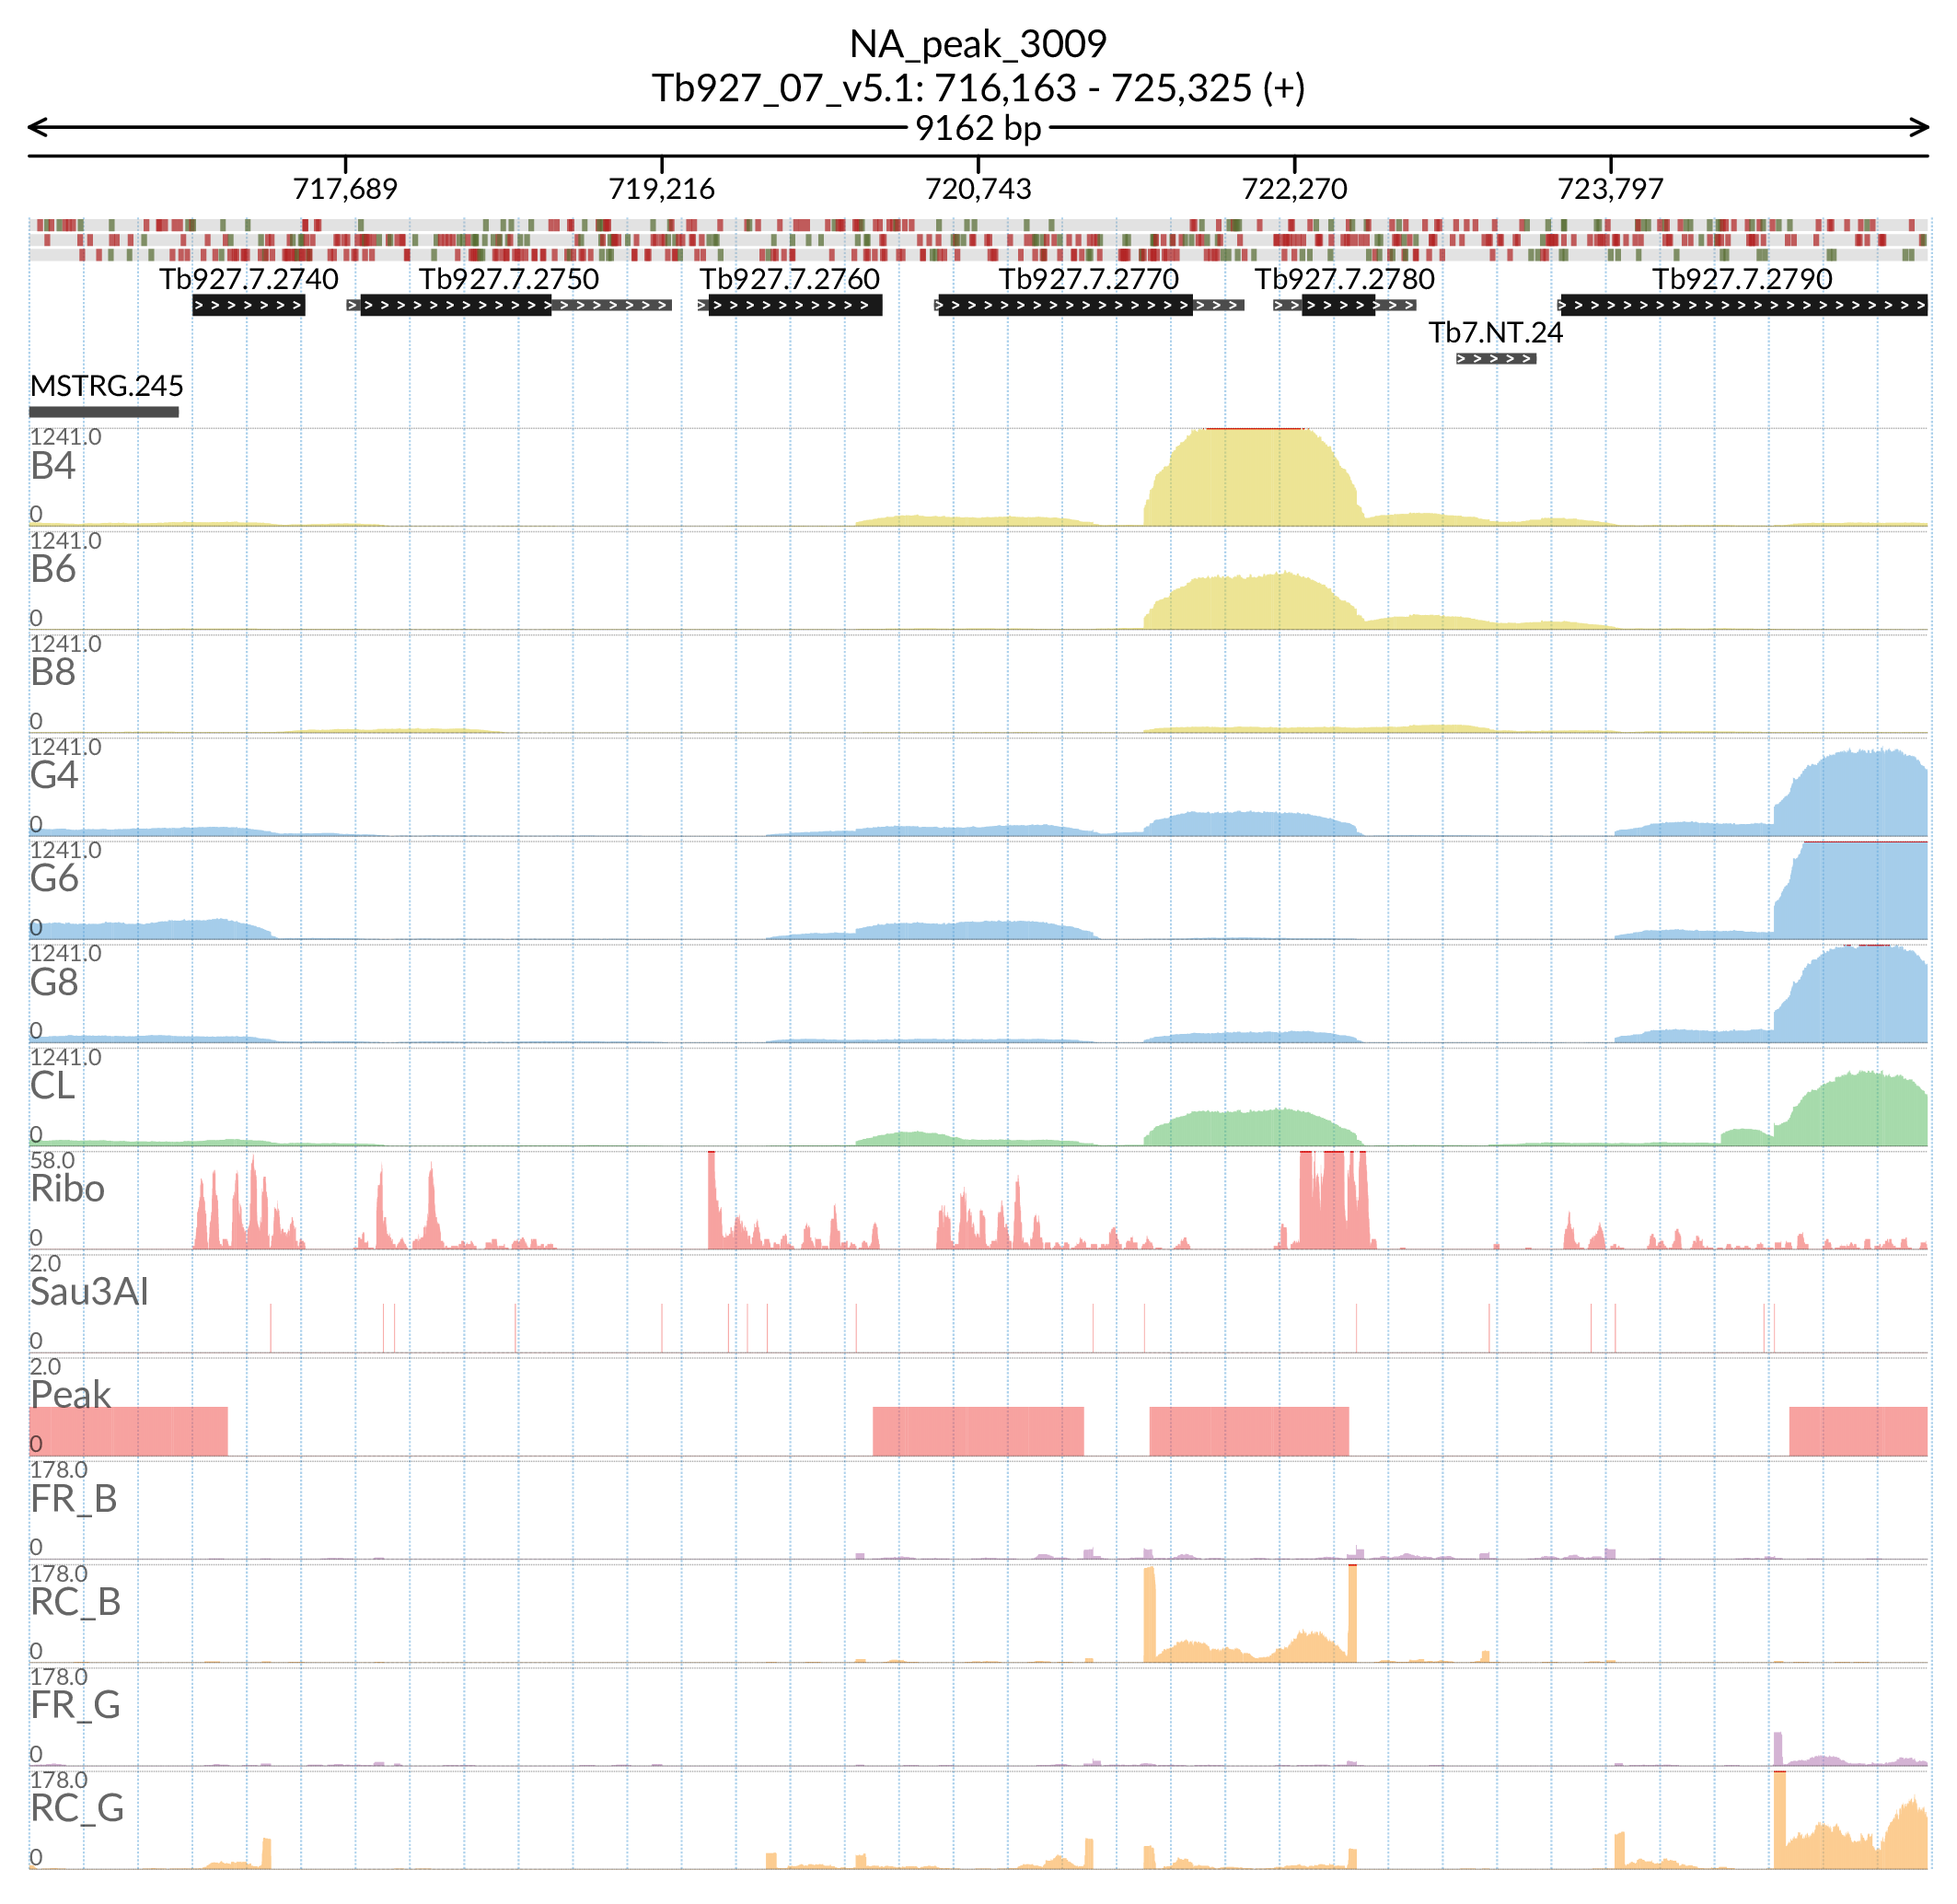 NA_peak_3009
Tb927_07_v5.1: 716,163 - 725,325 (+)
9162 bp
717,689 719,216 720,743 722,270 723,797
Tb927.7.2740 Tb927.7.2750 Tb927.7.2760 Tb927.7.2770 Tb927.7.2780 Tb927.7.2790
Tb7.NT.24
MSTRG.245
1241.0
B4
0
1241.0
B6
0
1241.0
B8
0
1241.0
G4
0
1241.0
G6
0
1241.0
G8
0
1241.0
CL
0
58.0
Ribo
0
2.0
Sau3AI
0
2.0
Peak
0
178.0
FR_B
0
178.0
RC_B
0
178.0
FR_G
0
178.0
RC_G
0